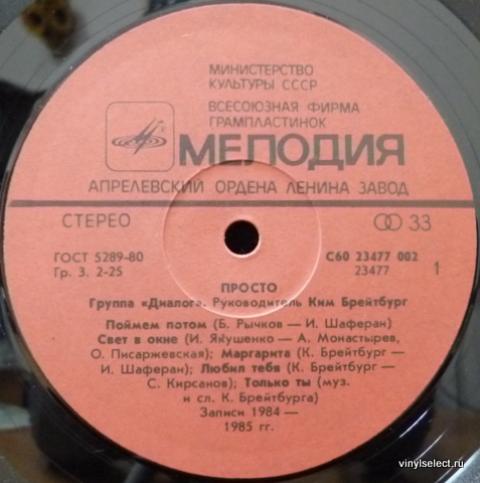 МИНИСТЕРСТВО
КУЛЬТУРЫ СССР
ВСЕСОЮЗНАЯ ФИРМА
ГРАМПЛАСТИНОК
МЕЛОДИЯ
АПРЕЛЕВСКИЙ ОРДЕНА ЛЕНИНА ЗАВОД
СТЕРЕО 33
ГОСТ 5289-80 С60 23477 002
Гр. 3. 2-25 23477 1
ПРОСТО
Группа «Диалог». Руководитель Ким Брейтбург
Поймем потом (Б. Рычков — И. Шаферан)
Свет в окне (И. Якушенко — А. Монастырев,
О. Писаржевская); Маргарита (К. Брейтбург —
И. Шаферан); Любил тебя (К. Брейтбург —
С. Кирсанов); Только ты (муз.
и сл. К. Брейтбурга)
Записи 1984 —
1985 гг.
vinylselect.ru